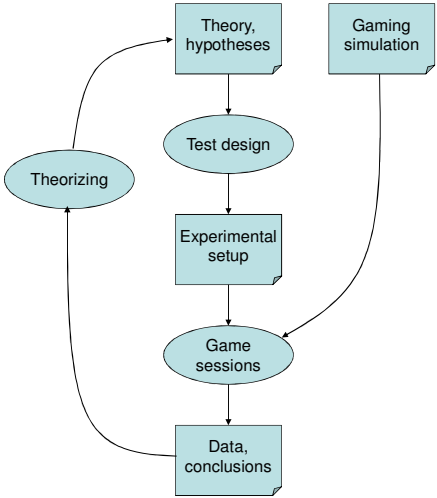 Theory,
hypotheses
Gaming
simulation
Test design
Theorizing
Experimental
setup
Game
sessions
Data,
conclusions